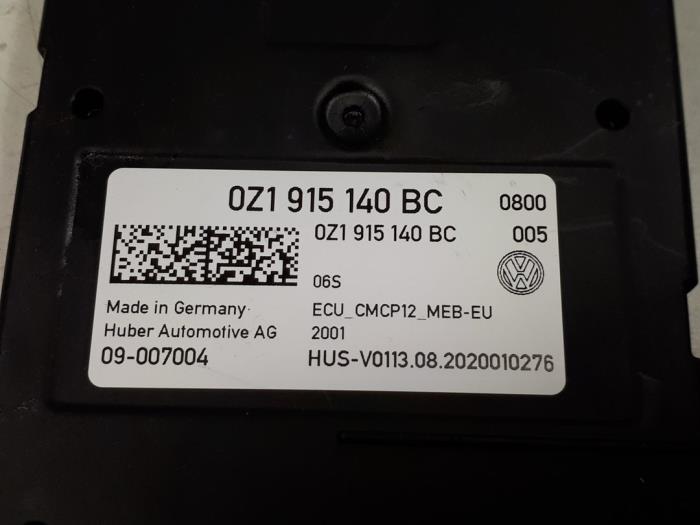 0Z1 915 140 BC 0800
0Z1 915 140 BC 005
06S
Made in Germany
ECU_CMCP12_MEB-EU
Huber Automotive AG
2001
09-007004
HUS-V0113.08.2020010276